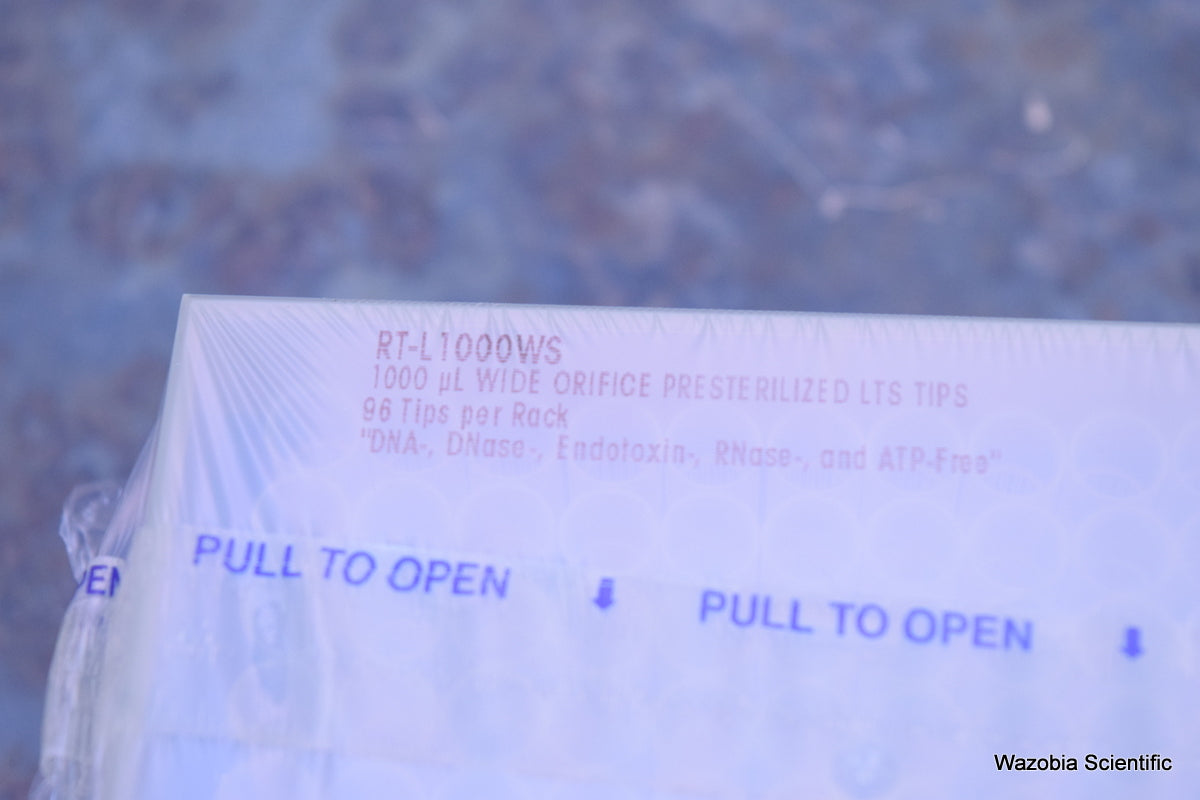 RT-L1000WS
1000 µL WIDE ORIFICE PRESTERILIZED LTS TIPS
96 Tips per Rack
"DNA-, DNase-, Endotoxin-, RNase-, and ATP-Free"
PULL TO OPEN ⬇ PULL TO OPEN ⬇
EN
Wazobia Scientific